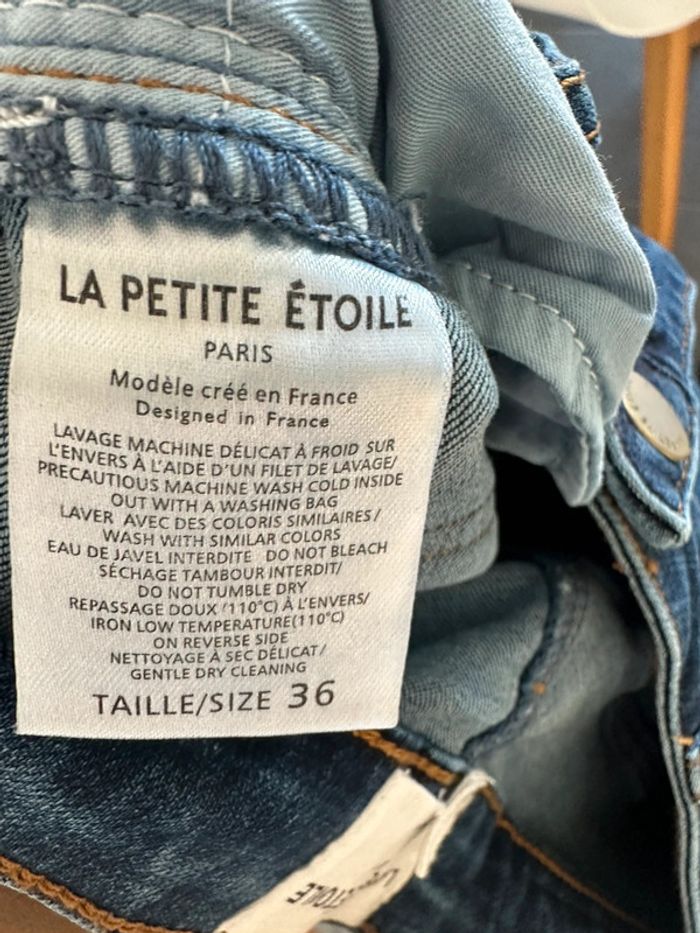 LA PETITE ÉTOILE
PARIS
Modèle créé en France
Designed in France
LAVAGE MACHINE DÉLICAT À FROID SUR
L'ENVERS À L'AIDE D'UN FILET DE LAVAGE/
PRECAUTIOUS MACHINE WASH COLD INSIDE
OUT WITH A WASHING BAG
LAVER AVEC DES COLORIS SIMILAIRES/
WASH WITH SIMILAR COLORS
EAU DE JAVEL INTERDITE DO NOT BLEACH
SÉCHAGE TAMBOUR INTERDIT/
DO NOT TUMBLE DRY
REPASSAGE DOUX (110°C) À L'ENVERS/
IRON LOW TEMPERATURE(110°C)
ON REVERSE SIDE
NETTOYAGE À SEC DÉLICAT/
GENTLE DRY CLEANING
TAILLE/SIZE 36